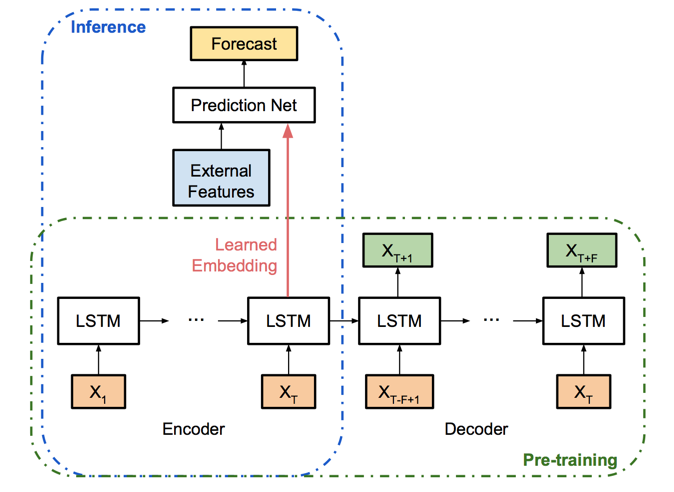 Inference
Forecast
Prediction Net
External
Features
Learned
Embedding
X_{T+1}
X_{T+F}
LSTM ... LSTM LSTM ... LSTM
X_1
X_T
X_{T-F+1}
X_T
Encoder
Decoder
Pre-training